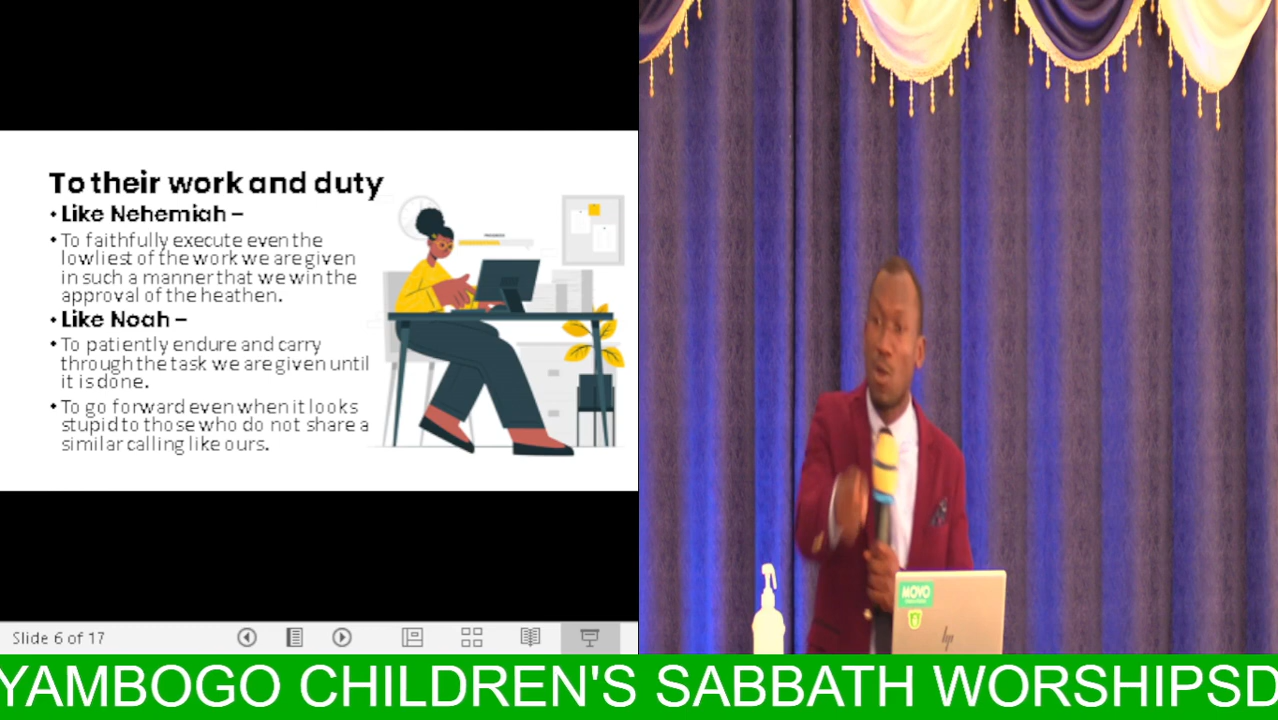 To their work and duty
• Like Nehemiah –
• To faithfully execute even the
lowliest of the work we are given
in such a manner that we win the
approval of the heathen.
• Like Noah –
• To patiently endure and carry
through the task we are given until
it is done.
• To go forward even when it looks
stupid to those who do not share a
similar calling like ours.
Slide 6 of 17
MOVO
hp
YAMBOGO CHILDREN'S SABBATH WORSHIPSD